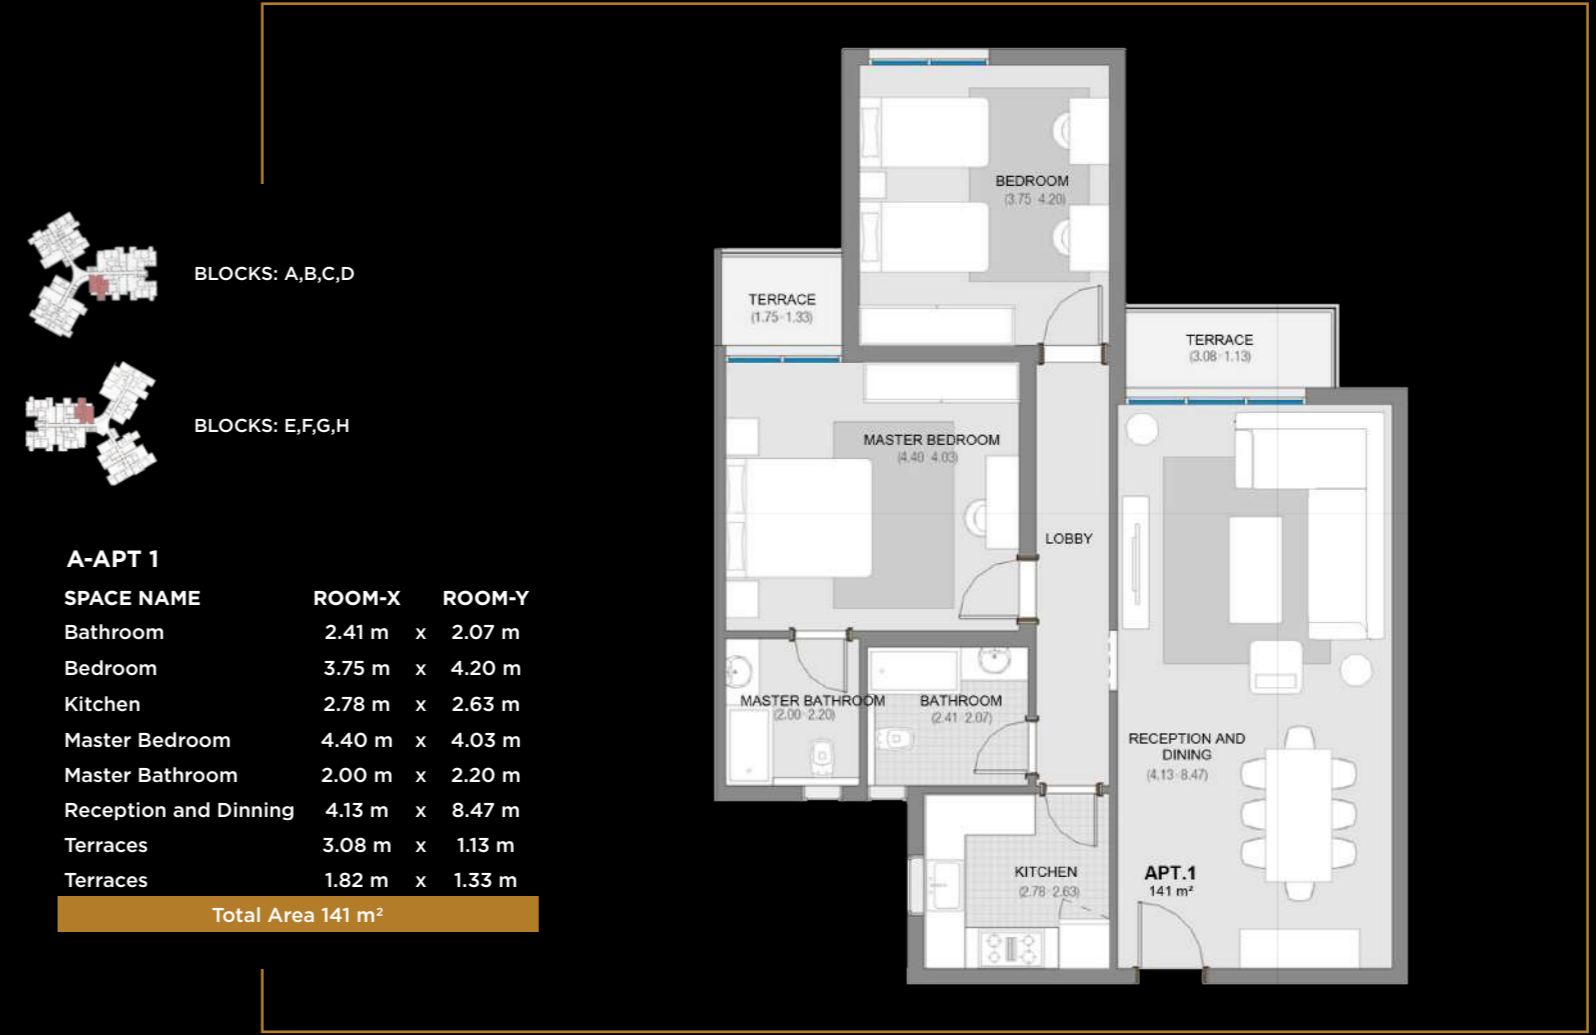 BLOCKS: A,B,C,D
BLOCKS: E,F,G,H
A-APT 1
SPACE NAME ROOM-X ROOM-Y
Bathroom 2.41 m x 2.07 m
Bedroom 3.75 m x 4.20 m
Kitchen 2.78 m x 2.63 m
Master Bedroom 4.40 m x 4.03 m
Master Bathroom 2.00 m x 2.20 m
Reception and Dinning 4.13 m x 8.47 m
Terraces 3.08 m x 1.13 m
Terraces 1.82 m x 1.33 m
Total Area 141 m²
BEDROOM
(3.75 4.20)
TERRACE
(1.75-1.33)
TERRACE
(3.08-1.13)
MASTER BEDROOM
(4.40 4.03)
LOBBY
MASTER BATHROOM
(2.00-2.20)
BATHROOM
(2.41-2.07)
RECEPTION AND
DINING
(4.13-8.47)
KITCHEN
(2.78-2.63)
APT.1
141 m²